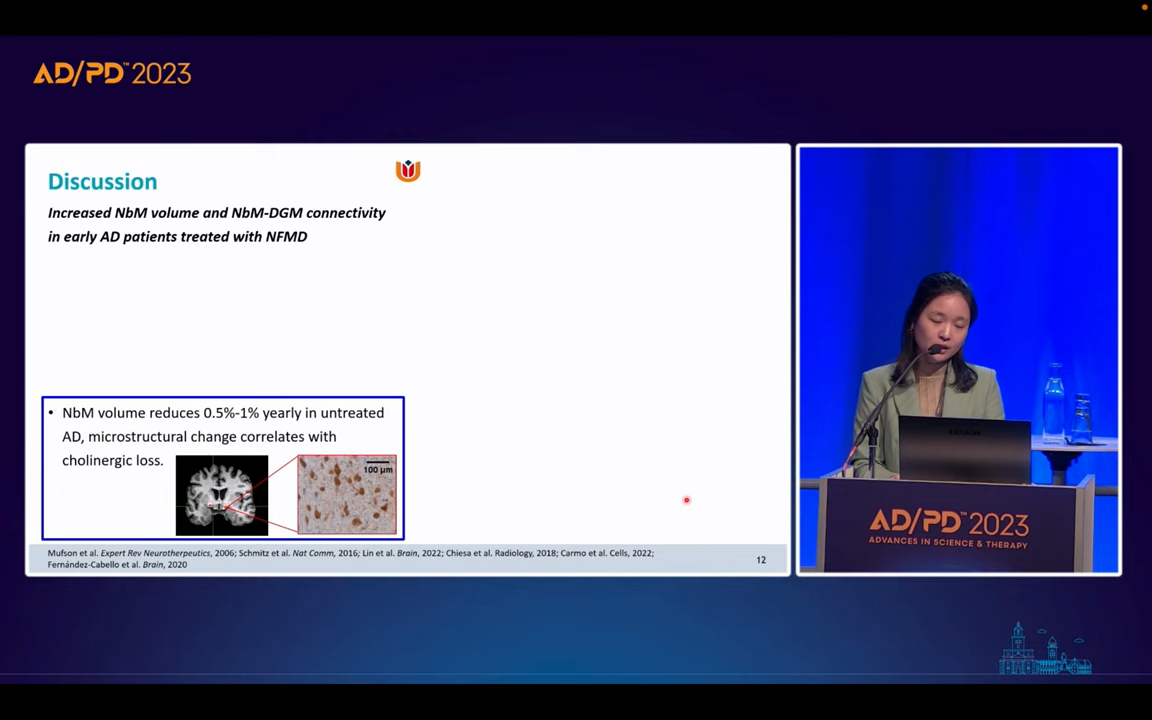 AD/PD™ 2023
Discussion
Increased NbM volume and NbM-DGM connectivity
in early AD patients treated with NFMD
• NbM volume reduces 0.5%-1% yearly in untreated
AD, microstructural change correlates with
cholinergic loss.
100 µm
Mufson et al. Expert Rev Neurotherpeutics, 2006; Schmitz et al. Nat Comm, 2016; Lin et al. Brain, 2022; Chiesa et al. Radiology, 2018; Carmo et al. Cells, 2022;
Fernández-Cabello et al. Brain, 2020
12
AD/PD™ 2023
ADVANCES IN SCIENCE & THERAPY